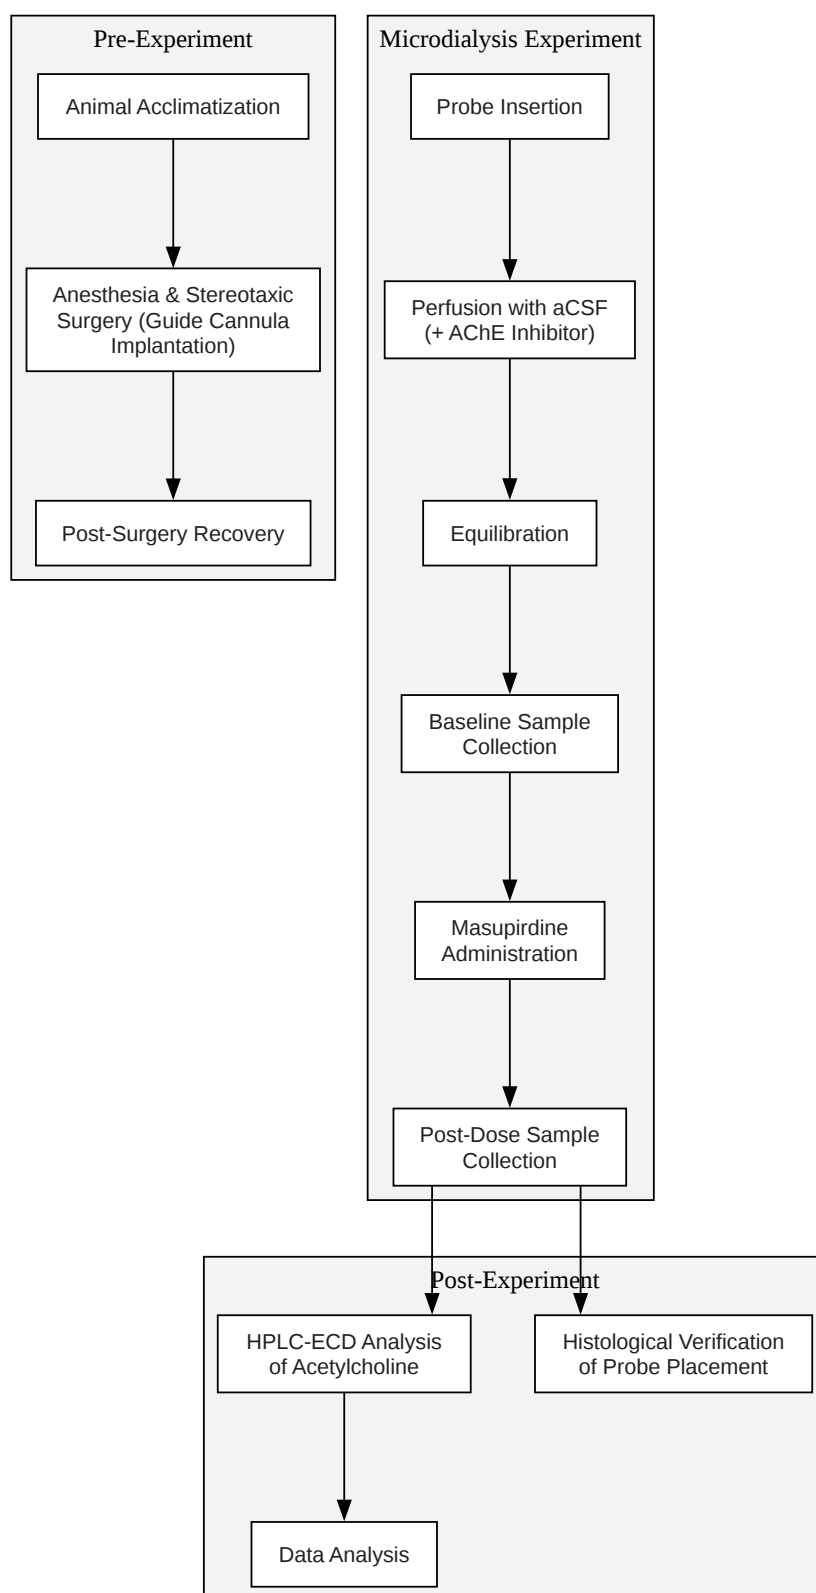 Pre-Experiment
Animal Acclimatization
Anesthesia & Stereotaxic
Surgery (Guide Cannula
Implantation)
Post-Surgery Recovery
Microdialysis Experiment
Probe Insertion
Perfusion with aCSF
(+ AChE Inhibitor)
Equilibration
Baseline Sample
Collection
Masupirdine
Administration
Post-Dose Sample
Collection
Post-Experiment
HPLC-ECD Analysis
of Acetylcholine
Histological Verification
of Probe Placement
Data Analysis